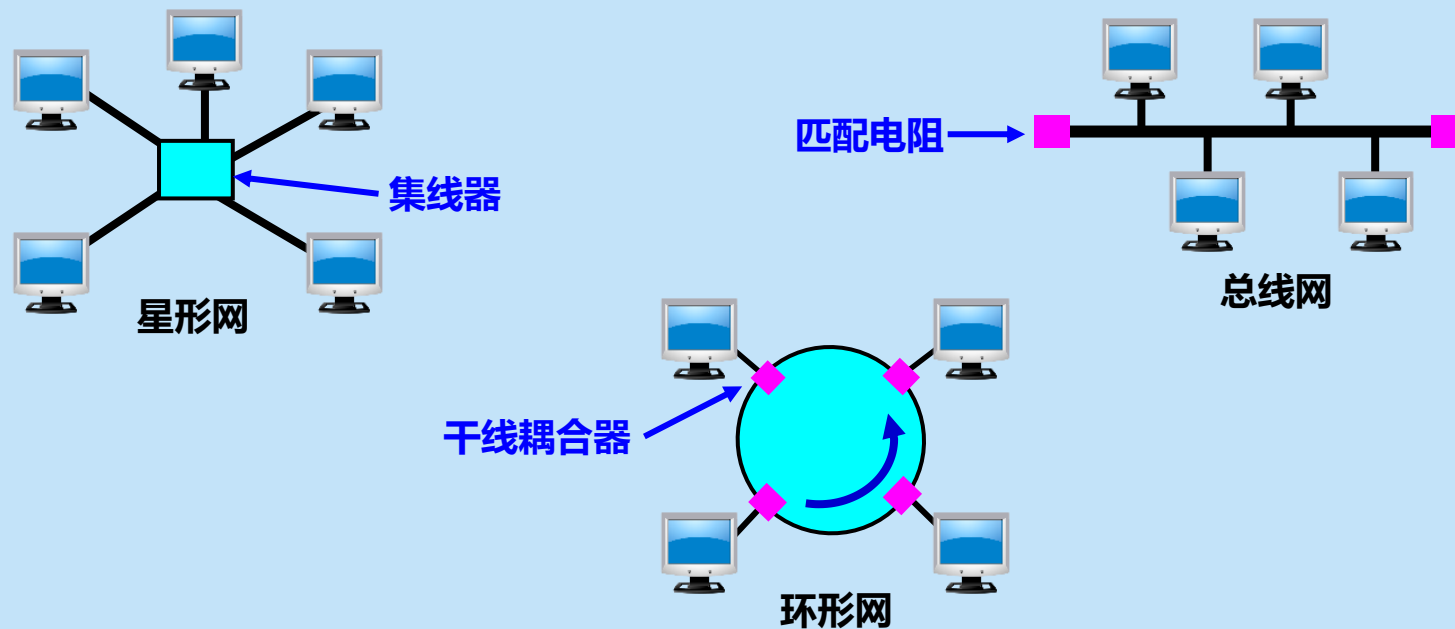 匹配电阻
集线器
星形网
总线网
干线耦合器
环形网